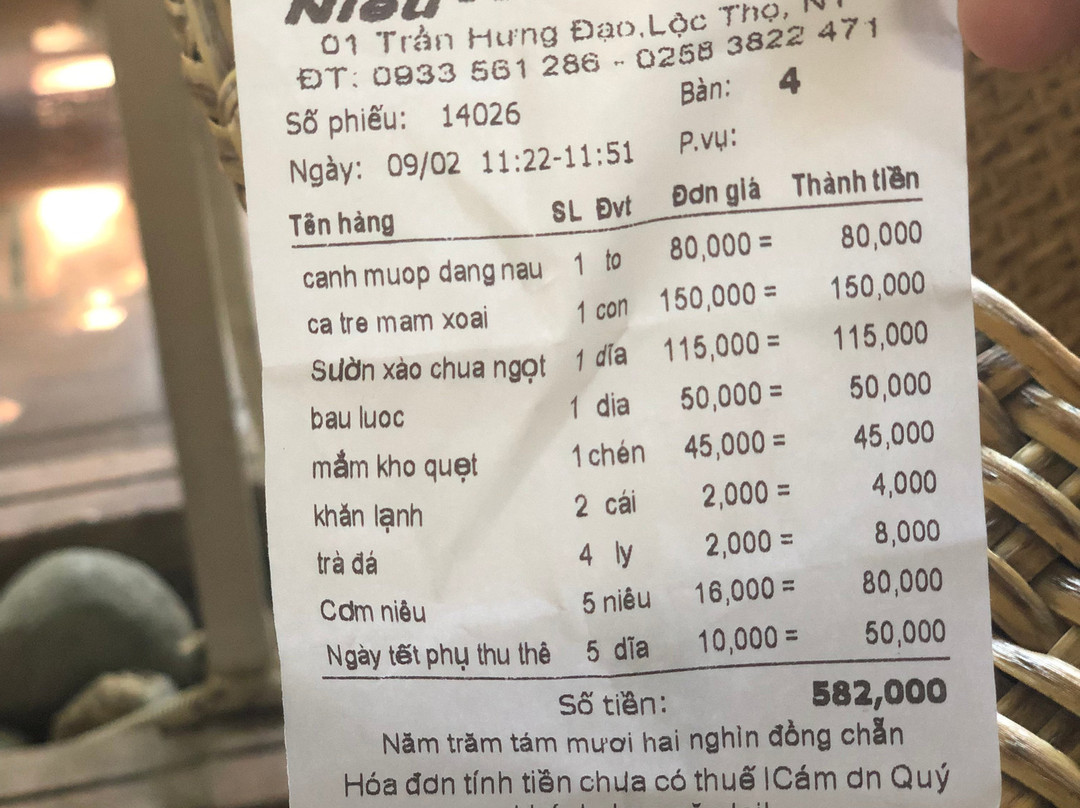 Niêu
01 Trần Hưng Đạo,Lộc Thọ, NT
ĐT: 0933 561 286 - 0258 3822 471
Số phiếu: 14026 Bàn: 4
Ngày: 09/02 11:22-11:51 P.vụ:
Tên hàng SL Đvt Đơn giá Thành tiền
canh muop dang nau 1 to 80,000 = 80,000
ca tre mam xoai 1 con 150,000 = 150,000
Sườn xào chua ngọt 1 dĩa 115,000 = 115,000
bau luoc 1 dia 50,000 = 50,000
mắm kho quẹt 1 chén 45,000 = 45,000
khăn lạnh 2 cái 2,000 = 4,000
trà đá 4 ly 2,000 = 8,000
Cơm niêu 5 niêu 16,000 = 80,000
Ngày tết phụ thu thê 5 dĩa 10,000 = 50,000
Số tiền: 582,000
Năm trăm tám mươi hai nghìn đồng chẵn
Hóa đơn tính tiền chưa có thuế !Cám ơn Quý